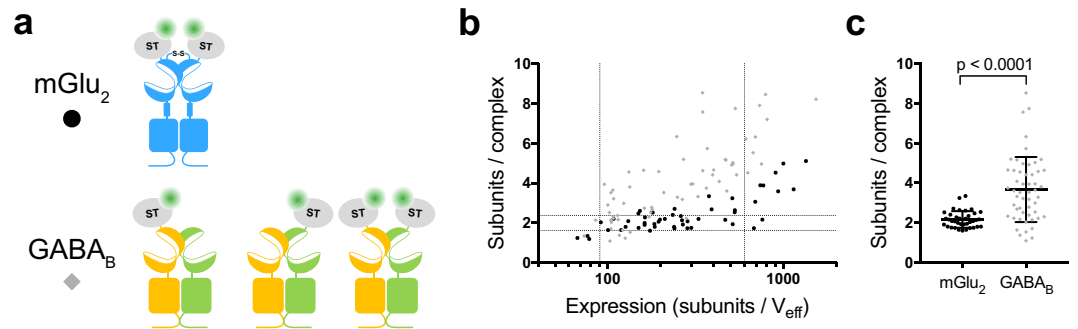 a
ST ST
S-S
mGlu2
ST ST ST ST
GABAB
b
Subunits / complex
10
8
6
4
2
0
100 1000
Expression (subunits / Veff)
c
p < 0.0001
Subunits / complex
10
8
6
4
2
0
mGlu2 GABAB